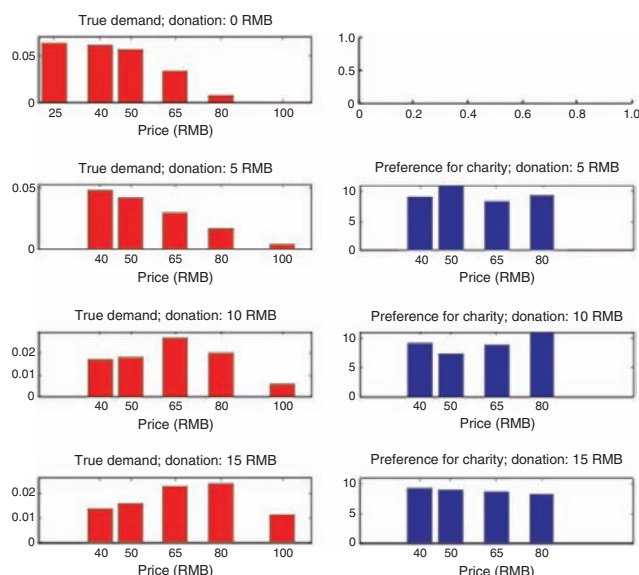 True demand; donation: 0 RMB
0.05
0
25 40 50 65 80 100
Price (RMB)
1.0
0.5
0
0 0.2 0.4 0.6 0.8 1.0
True demand; donation: 5 RMB
0.05
0
40 50 65 80 100
Price (RMB)
Preference for charity; donation: 5 RMB
10
5
0
40 50 65 80
Price (RMB)
True demand; donation: 10 RMB
0.02
0.01
0
40 50 65 80 100
Price (RMB)
Preference for charity; donation: 10 RMB
10
5
0
40 50 65 80
Price (RMB)
True demand; donation: 15 RMB
0.02
0.01
0
40 50 65 80 100
Price (RMB)
Preference for charity; donation: 15 RMB
10
5
0
40 50 65 80
Price (RMB)